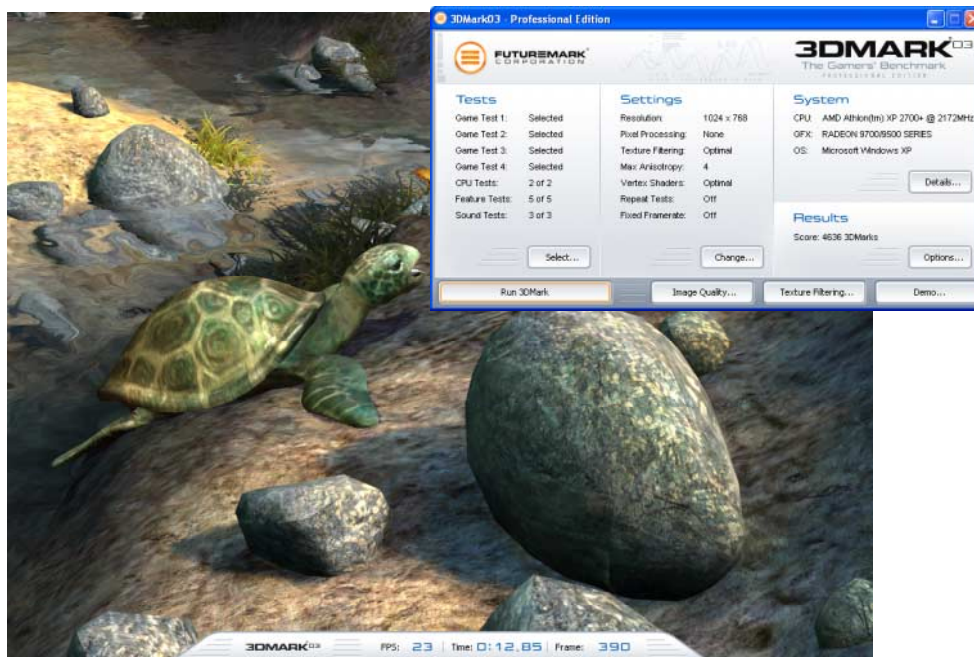 3DMark03 - Professional Edition
FUTUREMARK
CORPORATION
3DMARK 03
The Gamers' Benchmark
PROFESSIONAL EDITION
Tests
Game Test 1: Selected
Game Test 2: Selected
Game Test 3: Selected
Game Test 4: Selected
CPU Tests: 2 of 2
Feature Tests: 5 of 5
Sound Tests: 3 of 3
Select...
Settings
Resolution: 1024 x 768
Pixel Processing: None
Texture Filtering: Optimal
Max Anisotropy: 4
Vertex Shaders: Optimal
Repeat Tests: Off
Fixed Framerate: Off
Change...
System
CPU: AMD Athlon(tm) XP 2700+ @ 2172MHz
GFX: RADEON 9700/9500 SERIES
OS: Microsoft Windows XP
Details...
Results
Score: 4636 3DMarks
Options...
Run 3DMark
Image Quality...
Texture Filtering...
Demo...
3DMARK03 FPS: 23 Time: 0:12.85 Frame: 390